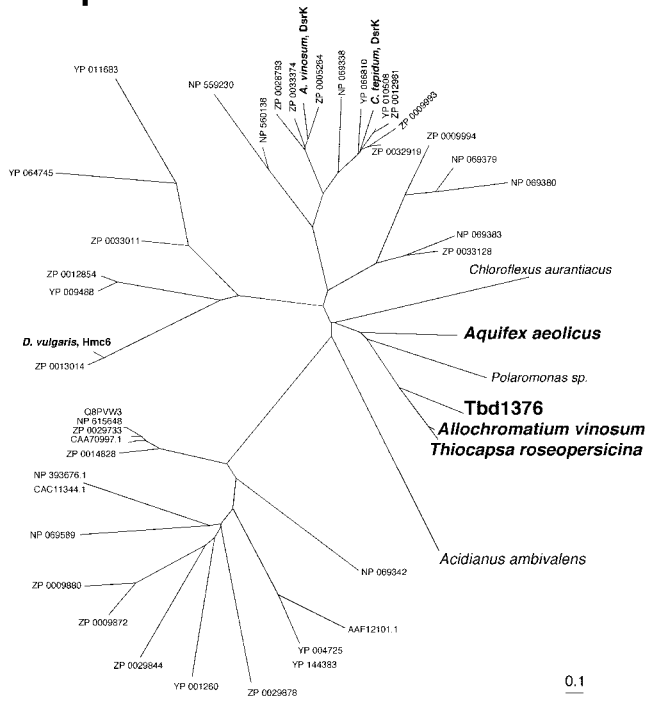 YP 011683
NP 559230
NP 560138
ZP 0028793
ZP 0033374
A. vinosum, DsrK
ZP 0005264
NP 069338
YP 066810
C. tepidum, DsrK
YP 010508
ZP 0012981
ZP 0009993
ZP 0032919
ZP 0009994
NP 069379
NP 069380
YP 064745
ZP 0033011
NP 069383
ZP 0033128
Chloroflexus aurantiacus
ZP 0012854
YP 009488
Aquifex aeolicus
D. vulgaris, Hmc6
ZP 0013014
Polaromonas sp.
Tbd1376
Allochromatium vinosum
Thiocapsa roseopersicina
Q8PVW3
NP 615648
ZP 0029733
CAA70997.1
ZP 0014828
NP 393676.1
CAC11344.1
NP 069589
Acidianus ambivalens
NP 069342
ZP 0009880
ZP 0009872
AAF12101.1
YP 004725
YP 144383
ZP 0029844
YP 001260
ZP 0029878
0.1